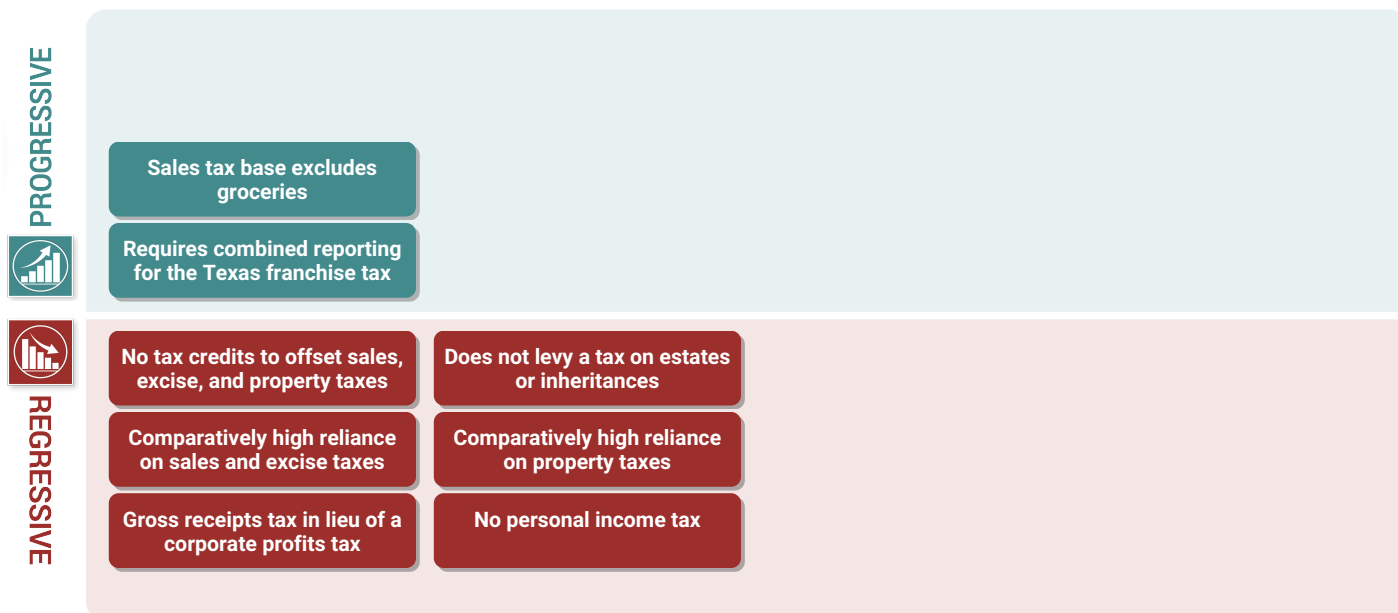 PROGRESSIVE
Sales tax base excludes
groceries
Requires combined reporting
for the Texas franchise tax
REGRESSIVE
No tax credits to offset sales,
excise, and property taxes
Does not levy a tax on estates
or inheritances
Comparatively high reliance
on sales and excise taxes
Comparatively high reliance
on property taxes
Gross receipts tax in lieu of a
corporate profits tax
No personal income tax